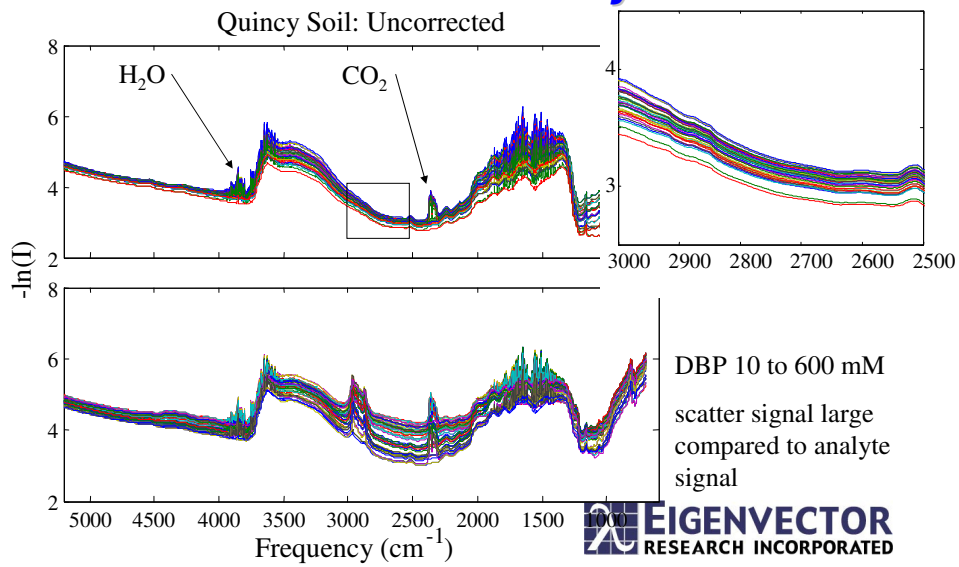 Quincy Soil: Uncorrected
8
6
4
2
H₂O
CO₂
4
3
3000 2900 2800 2700 2600 2500
-ln(I)
8
6
4
2
5000 4500 4000 3500 3000 2500 2000 1500 1000
Frequency (cm⁻¹)
DBP 10 to 600 mM
scatter signal large
compared to analyte
signal
EIGENVECTOR
RESEARCH INCORPORATED